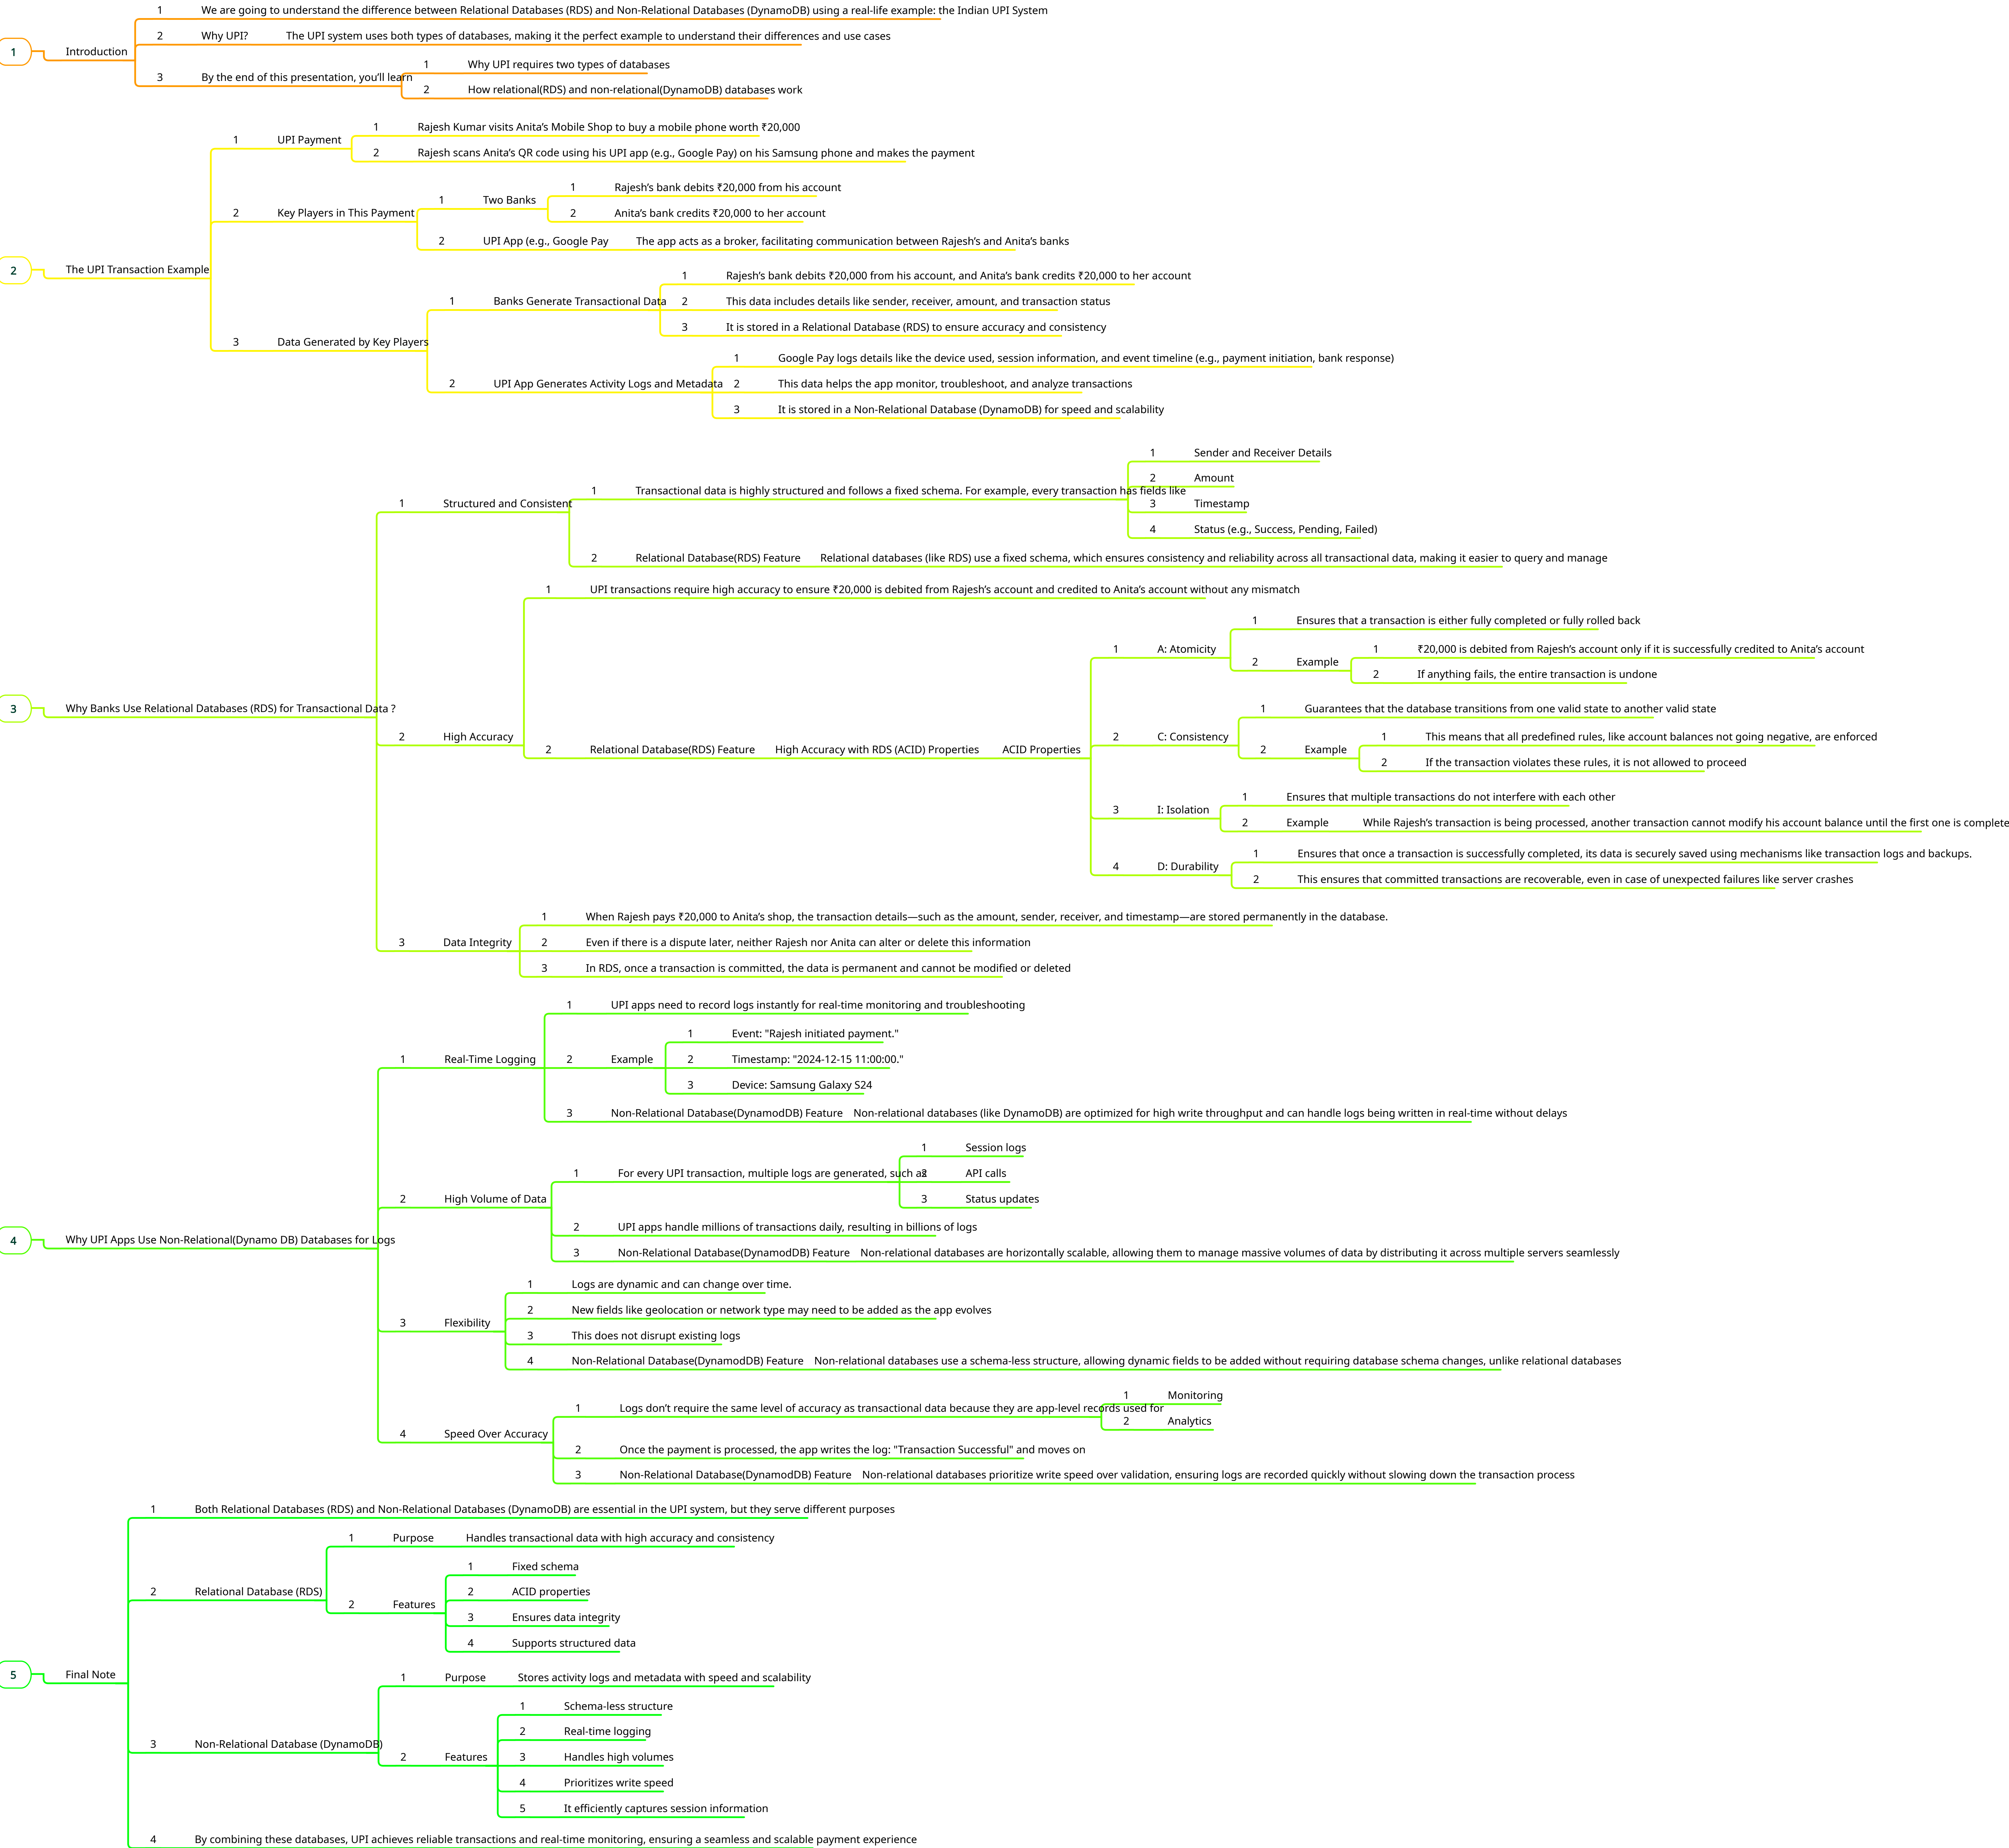 1
Introduction
1 We are going to understand the difference between Relational Databases (RDS) and Non-Relational Databases (DynamoDB) using a real-life example: the Indian UPI System
2 Why UPI? The UPI system uses both types of databases, making it the perfect example to understand their differences and use cases
3 By the end of this presentation, you’ll learn
1 Why UPI requires two types of databases
2 How relational(RDS) and non-relational(DynamoDB) databases work
2
The UPI Transaction Example
1 UPI Payment
1 Rajesh Kumar visits Anita’s Mobile Shop to buy a mobile phone worth ₹20,000
2 Rajesh scans Anita’s QR code using his UPI app (e.g., Google Pay) on his Samsung phone and makes the payment
2 Key Players in This Payment
1 Two Banks
1 Rajesh’s bank debits ₹20,000 from his account
2 Anita’s bank credits ₹20,000 to her account
2 UPI App (e.g., Google Pay The app acts as a broker, facilitating communication between Rajesh’s and Anita’s banks
3 Data Generated by Key Players
1 Banks Generate Transactional Data
1 Rajesh’s bank debits ₹20,000 from his account, and Anita’s bank credits ₹20,000 to her account
2 This data includes details like sender, receiver, amount, and transaction status
3 It is stored in a Relational Database (RDS) to ensure accuracy and consistency
2 UPI App Generates Activity Logs and Metadata
1 Google Pay logs details like the device used, session information, and event timeline (e.g., payment initiation, bank response)
2 This data helps the app monitor, troubleshoot, and analyze transactions
3 It is stored in a Non-Relational Database (DynamoDB) for speed and scalability
3
Why Banks Use Relational Databases (RDS) for Transactional Data ?
1 Structured and Consistent
1 Transactional data is highly structured and follows a fixed schema. For example, every transaction has fields like
1 Sender and Receiver Details
2 Amount
3 Timestamp
4 Status (e.g., Success, Pending, Failed)
2 Relational Database(RDS) Feature Relational databases (like RDS) use a fixed schema, which ensures consistency and reliability across all transactional data, making it easier to query and manage
2 High Accuracy
1 UPI transactions require high accuracy to ensure ₹20,000 is debited from Rajesh’s account and credited to Anita’s account without any mismatch
2 Relational Database(RDS) Feature High Accuracy with RDS (ACID) Properties ACID Properties
1 A: Atomicity
1 Ensures that a transaction is either fully completed or fully rolled back
2 Example
1 ₹20,000 is debited from Rajesh’s account only if it is successfully credited to Anita’s account
2 If anything fails, the entire transaction is undone
2 C: Consistency
1 Guarantees that the database transitions from one valid state to another valid state
2 Example
1 This means that all predefined rules, like account balances not going negative, are enforced
2 If the transaction violates these rules, it is not allowed to proceed
3 I: Isolation
1 Ensures that multiple transactions do not interfere with each other
2 Example While Rajesh’s transaction is being processed, another transaction cannot modify his account balance until the first one is complete
4 D: Durability
1 Ensures that once a transaction is successfully completed, its data is securely saved using mechanisms like transaction logs and backups.
2 This ensures that committed transactions are recoverable, even in case of unexpected failures like server crashes
3 Data Integrity
1 When Rajesh pays ₹20,000 to Anita’s shop, the transaction details—such as the amount, sender, receiver, and timestamp—are stored permanently in the database.
2 Even if there is a dispute later, neither Rajesh nor Anita can alter or delete this information
3 In RDS, once a transaction is committed, the data is permanent and cannot be modified or deleted
4
Why UPI Apps Use Non-Relational(Dynamo DB) Databases for Logs
1 Real-Time Logging
1 UPI apps need to record logs instantly for real-time monitoring and troubleshooting
2 Example
1 Event: "Rajesh initiated payment."
2 Timestamp: "2024-12-15 11:00:00."
3 Device: Samsung Galaxy S24
3 Non-Relational Database(DynamodDB) Feature Non-relational databases (like DynamoDB) are optimized for high write throughput and can handle logs being written in real-time without delays
2 High Volume of Data
1 For every UPI transaction, multiple logs are generated, such as
1 Session logs
2 API calls
3 Status updates
2 UPI apps handle millions of transactions daily, resulting in billions of logs
3 Non-Relational Database(DynamodDB) Feature Non-relational databases are horizontally scalable, allowing them to manage massive volumes of data by distributing it across multiple servers seamlessly
3 Flexibility
1 Logs are dynamic and can change over time.
2 New fields like geolocation or network type may need to be added as the app evolves
3 This does not disrupt existing logs
4 Non-Relational Database(DynamodDB) Feature Non-relational databases use a schema-less structure, allowing dynamic fields to be added without requiring database schema changes, unlike relational databases
4 Speed Over Accuracy
1 Logs don’t require the same level of accuracy as transactional data because they are app-level records used for
1 Monitoring
2 Analytics
2 Once the payment is processed, the app writes the log: "Transaction Successful" and moves on
3 Non-Relational Database(DynamodDB) Feature Non-relational databases prioritize write speed over validation, ensuring logs are recorded quickly without slowing down the transaction process
5
Final Note
1 Both Relational Databases (RDS) and Non-Relational Databases (DynamoDB) are essential in the UPI system, but they serve different purposes
2 Relational Database (RDS)
1 Purpose Handles transactional data with high accuracy and consistency
2 Features
1 Fixed schema
2 ACID properties
3 Ensures data integrity
4 Supports structured data
3 Non-Relational Database (DynamoDB)
1 Purpose Stores activity logs and metadata with speed and scalability
2 Features
1 Schema-less structure
2 Real-time logging
3 Handles high volumes
4 Prioritizes write speed
5 It efficiently captures session information
4 By combining these databases, UPI achieves reliable transactions and real-time monitoring, ensuring a seamless and scalable payment experience